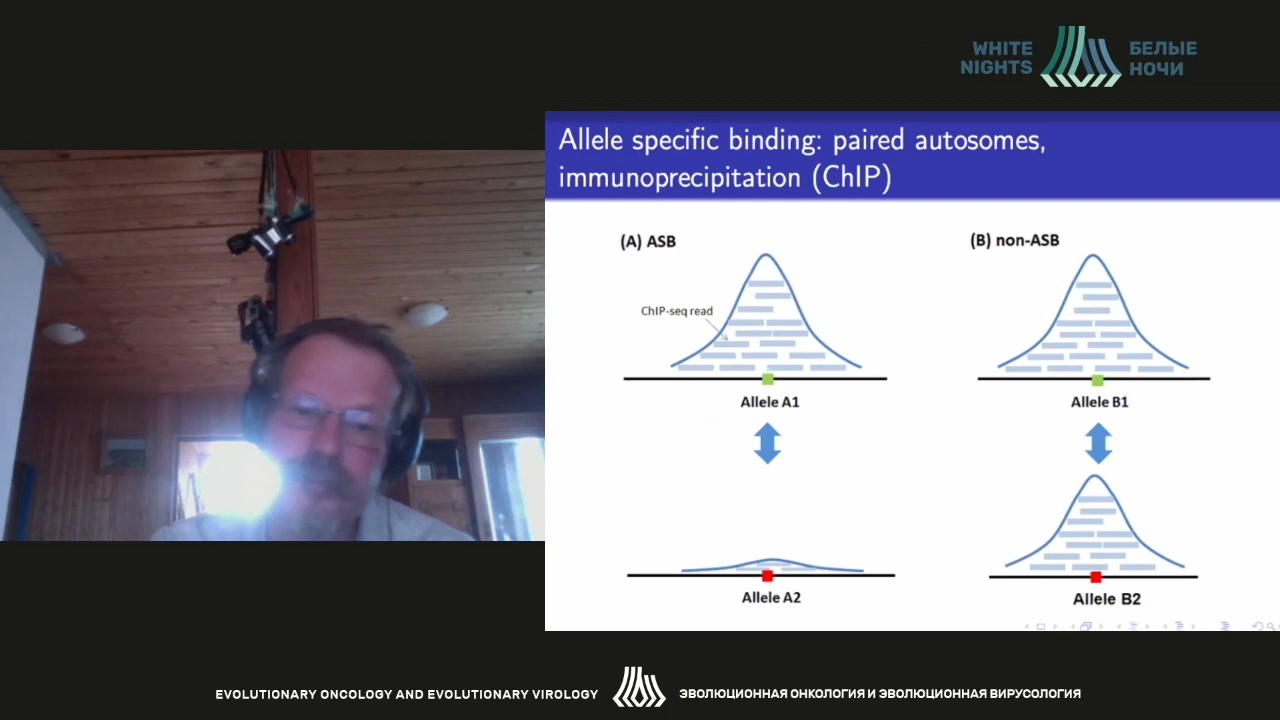 WHITE
NIGHTS
БЕЛЫЕ
НОЧИ
Allele specific binding: paired autosomes,
immunoprecipitation (ChIP)
(A) ASB
(B) non-ASB
ChIP-seq read
Allele A1
Allele B1
Allele A2
Allele B2
EVOLUTIONARY ONCOLOGY AND EVOLUTIONARY VIROLOGY
ЭВОЛЮЦИОННАЯ ОНКОЛОГИЯ И ЭВОЛЮЦИОННАЯ ВИРУСОЛОГИЯ